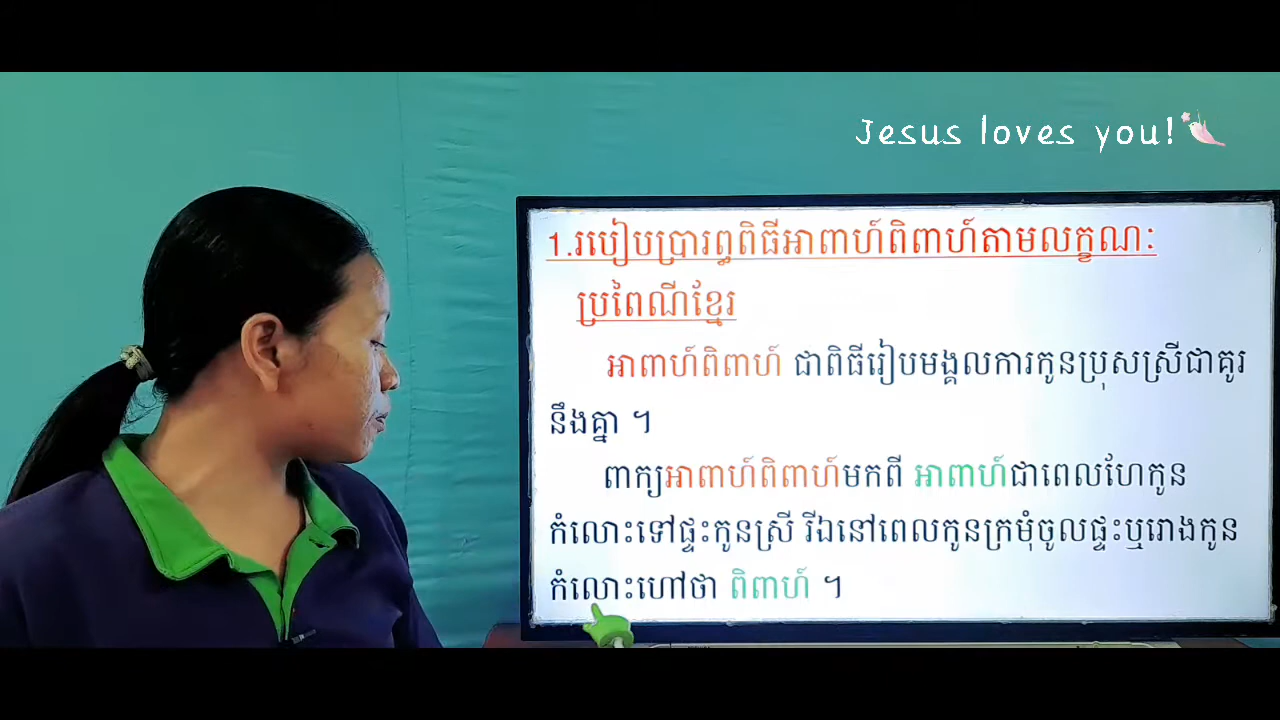 Jesus loves you!
1.របៀបប្រារព្ធពិធីអាពាហ៍ពិពាហ៍តាមលក្ខណៈ
ប្រពៃណីខ្មែរ
អាពាហ៍ពិពាហ៍ ជាពិធីរៀបមង្គលការកូនប្រុសស្រីជាគូរ
នឹងគ្នា ។
ពាក្យអាពាហ៍ពិពាហ៍មកពី អាពាហ៍ជាពេលហែកូន
កំលោះទៅផ្ទះកូនស្រី រីឯនៅពេលកូនក្រមុំចូលផ្ទះឬរោងកូន
កំលោះហៅថា ពិពាហ៍ ។